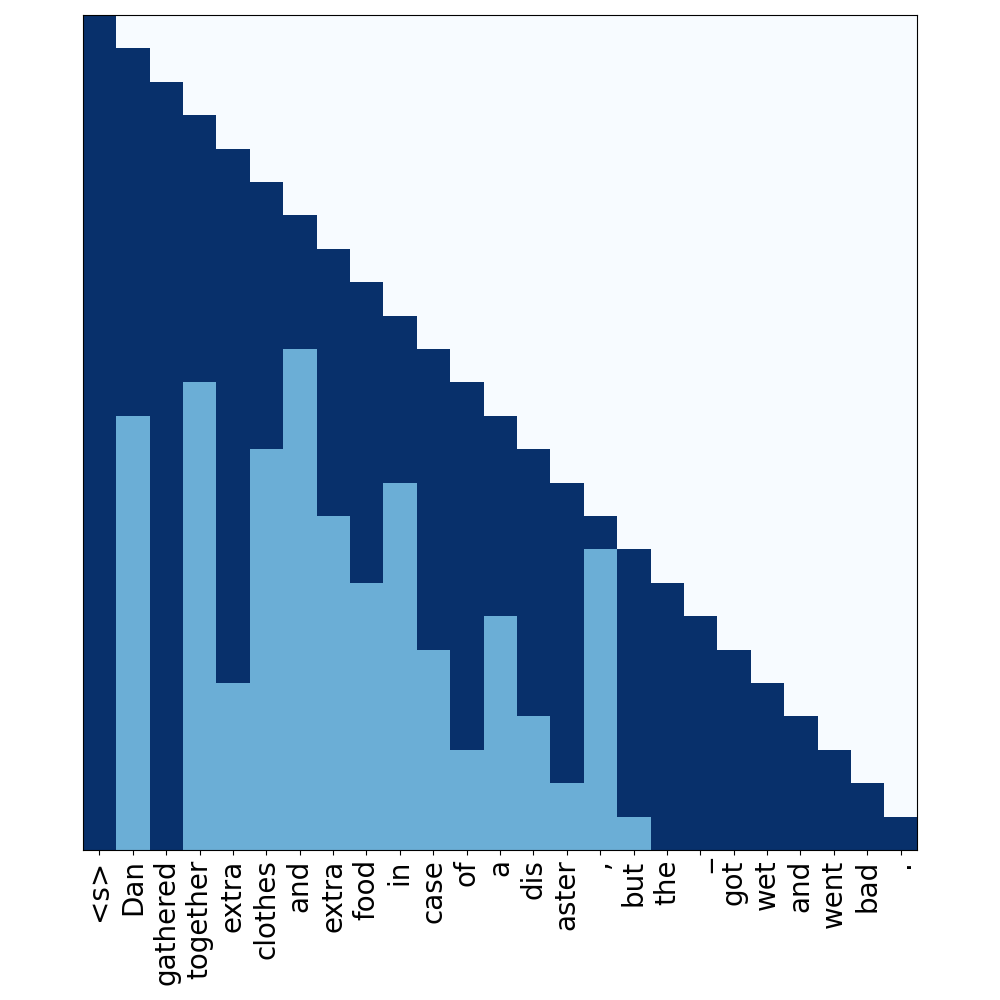 <s>
Dan
gathered
together
extra
clothes
and
extra
food
in
case
of
a
dis
aster
,
but
the
_
got
wet
and
went
bad
.